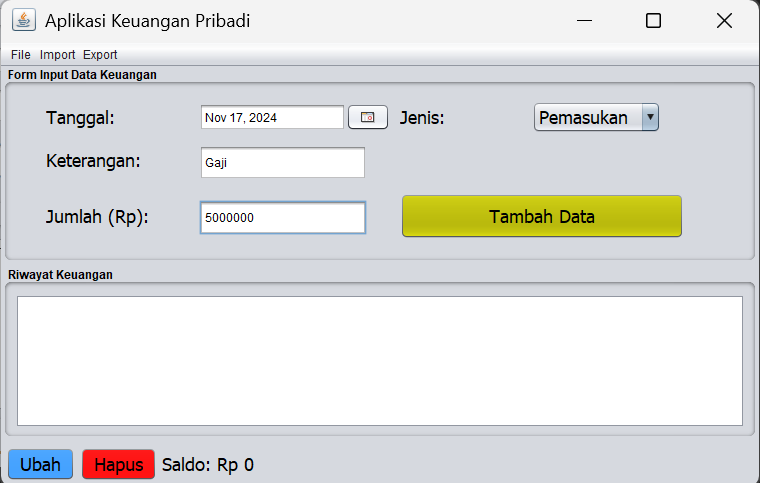 Aplikasi Keuangan Pribadi
File Import Export
Form Input Data Keuangan
Tanggal: Nov 17, 2024 Jenis: Pemasukan
Keterangan: Gaji
Jumlah (Rp): 5000000 Tambah Data
Riwayat Keuangan
Ubah Hapus Saldo: Rp 0